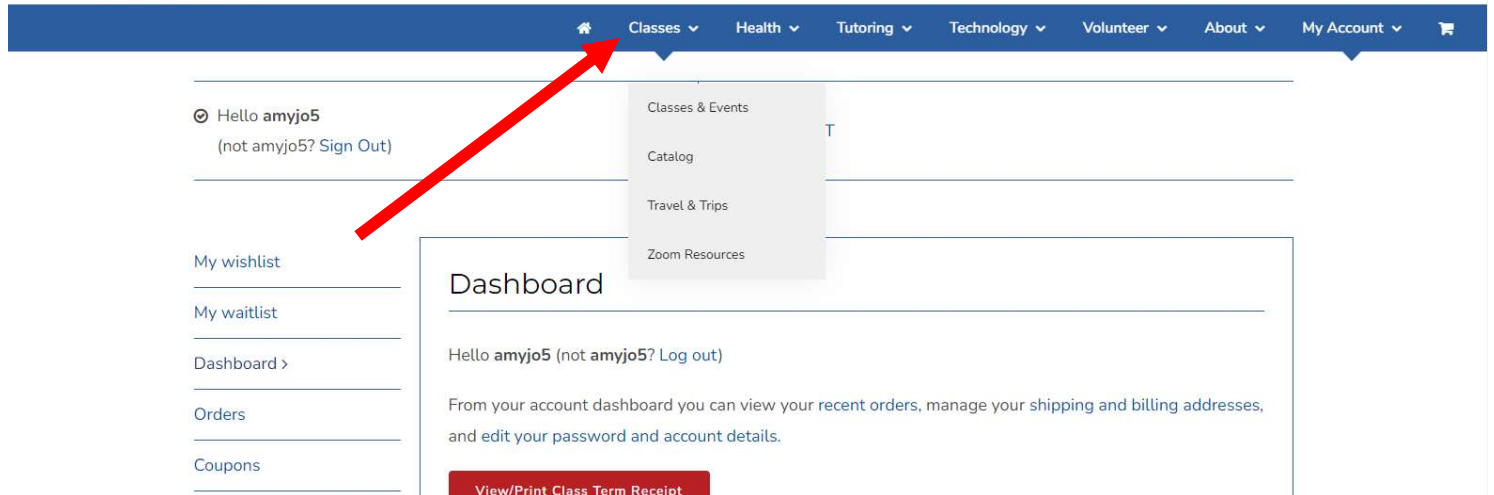 Classes Health Tutoring Technology Volunteer About My Account
Classes & Events
Catalog
Travel & Trips
Zoom Resources
Hello amyjo5
(not amyjo5? Sign Out)
T
My wishlist
My waitlist
Dashboard >
Orders
Coupons
Dashboard
Hello amyjo5 (not amyjo5? Log out)
From your account dashboard you can view your recent orders, manage your shipping and billing addresses,
and edit your password and account details.
View/Print Class Term Receipt